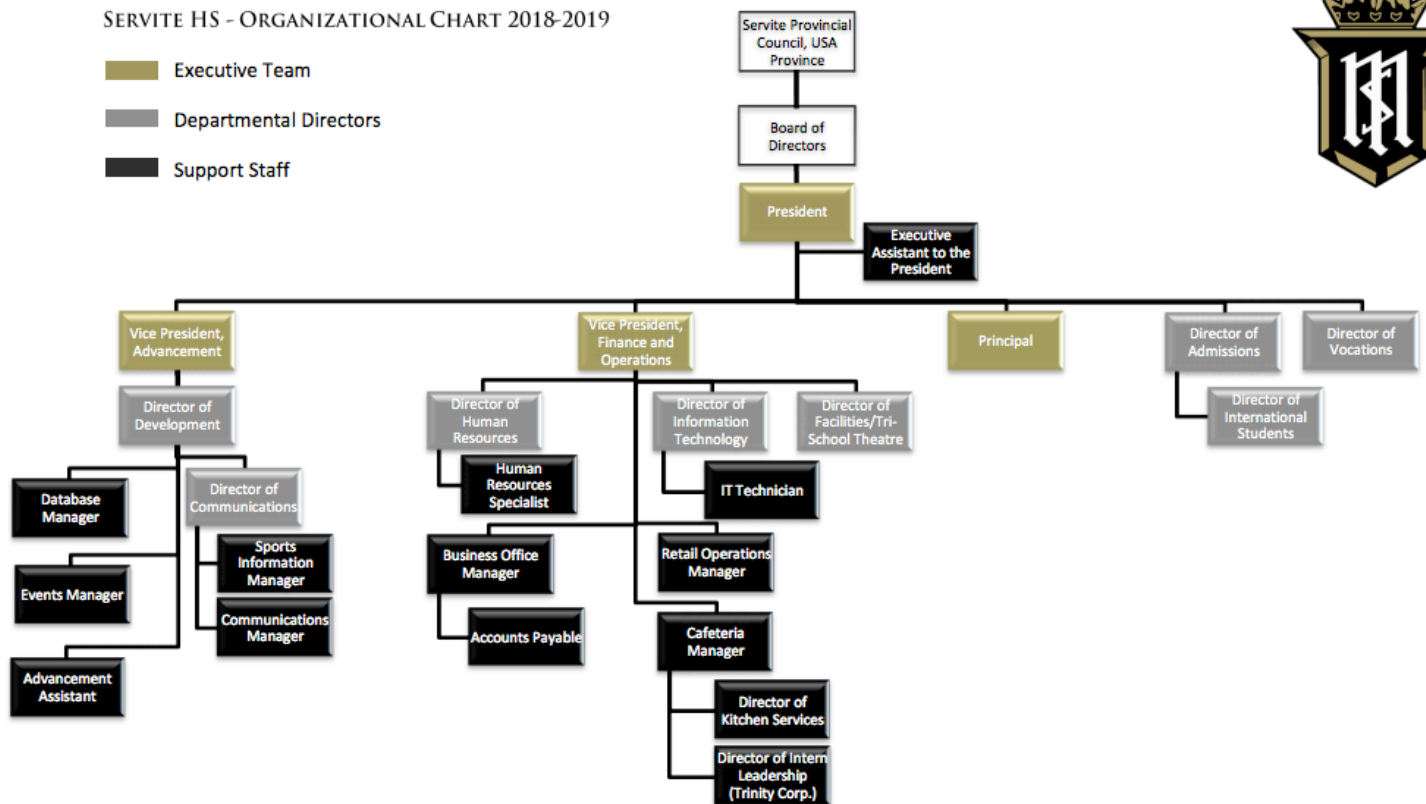 SERVITE HS - ORGANIZATIONAL CHART 2018-2019
Executive Team
Departmental Directors
Support Staff
Servite Provincial
Council, USA
Province
Board of
Directors
President
Executive
Assistant to the
President
Vice President,
Advancement
Vice President,
Finance and
Operations
Principal
Director of
Admissions
Director of
Vocations
Director of
Development
Director of
Human
Resources
Director of
Information
Technology
Director of
Facilities/Tri-
School Theatre
Director of
International
Students
Database
Manager
Director of
Communications
Human
Resources
Specialist
IT Technician
Events Manager
Sports
Information
Manager
Business Office
Manager
Retail Operations
Manager
Communications
Manager
Accounts Payable
Cafeteria
Manager
Advancement
Assistant
Director of
Kitchen Services
Director of Intern
Leadership
(Trinity Corp.)